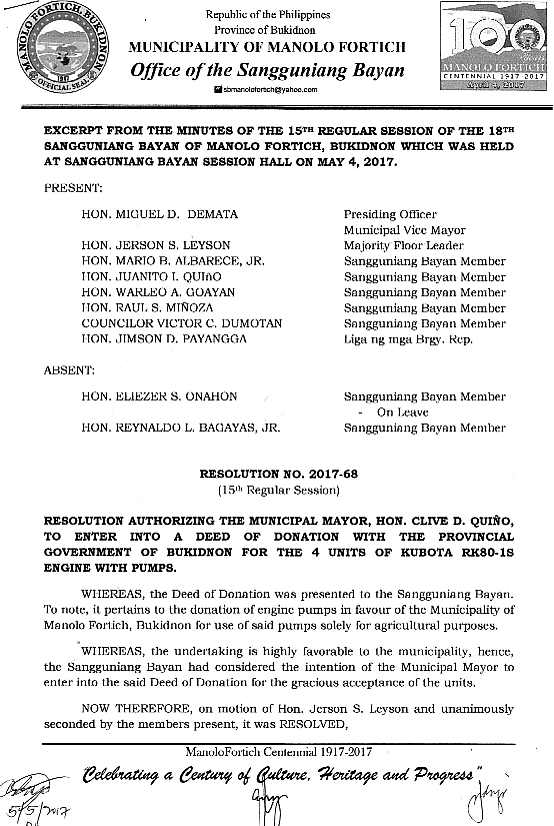 Republic of the Philippines
Province of Bukidnon
MUNICIPALITY OF MANOLO FORTICH
Office of the Sangguniang Bayan
sbmanolofortich@yahoo.com
MANOLO FORTICH, BUKIDNON
1917
OFFICIAL SEAL
100
MANOLO FORTICH
CENTENNIAL 1917-2017
April 4, 2017
EXCERPT FROM THE MINUTES OF THE 15TH REGULAR SESSION OF THE 18TH
SANGGUNIANG BAYAN OF MANOLO FORTICH, BUKIDNON WHICH WAS HELD
AT SANGGUNIANG BAYAN SESSION HALL ON MAY 4, 2017.
PRESENT:
HON. MIGUEL D. DEMATA Presiding Officer
Municipal Vice Mayor
HON. JERSON S. LEYSON Majority Floor Leader
HON. MARIO B. ALBARECE, JR. Sangguniang Bayan Member
HON. JUANITO I. QUIÑO Sangguniang Bayan Member
HON. WARLEO A. GOAYAN Sangguniang Bayan Member
HON. RAUL S. MIÑOZA Sangguniang Bayan Member
COUNCILOR VICTOR C. DUMOTAN Sangguniang Bayan Member
HON. JIMSON D. PAYANGGA Liga ng mga Brgy. Rep.
ABSENT:
HON. ELIEZER S. ONAHON Sangguniang Bayan Member
- On Leave
HON. REYNALDO L. BAGAYAS, JR. Sangguniang Bayan Member
RESOLUTION NO. 2017-68
(15th Regular Session)
RESOLUTION AUTHORIZING THE MUNICIPAL MAYOR, HON. CLIVE D. QUIÑO,
TO ENTER INTO A DEED OF DONATION WITH THE PROVINCIAL
GOVERNMENT OF BUKIDNON FOR THE 4 UNITS OF KUBOTA RK80-1S
ENGINE WITH PUMPS.
WHEREAS, the Deed of Donation was presented to the Sangguniang Bayan.
To note, it pertains to the donation of engine pumps in favour of the Municipality of
Manolo Fortich, Bukidnon for use of said pumps solely for agricultural purposes.
WHEREAS, the undertaking is highly favorable to the municipality, hence,
the Sangguniang Bayan had considered the intention of the Municipal Mayor to
enter into the said Deed of Donation for the gracious acceptance of the units.
NOW THEREFORE, on motion of Hon. Jerson S. Leyson and unanimously
seconded by the members present, it was RESOLVED,
ManoloFortich Centennial 1917-2017
"Celebrating a Century of Culture, Heritage and Progress"
5/5/2017